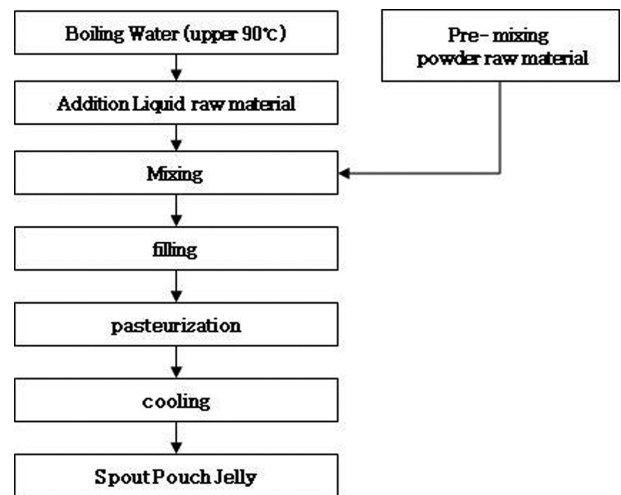 Boiling Water (upper 90℃)
Pre-mixing
powder raw material
Addition Liquid raw material
Mixing
filling
pasteurization
cooling
Spout Pouch Jelly